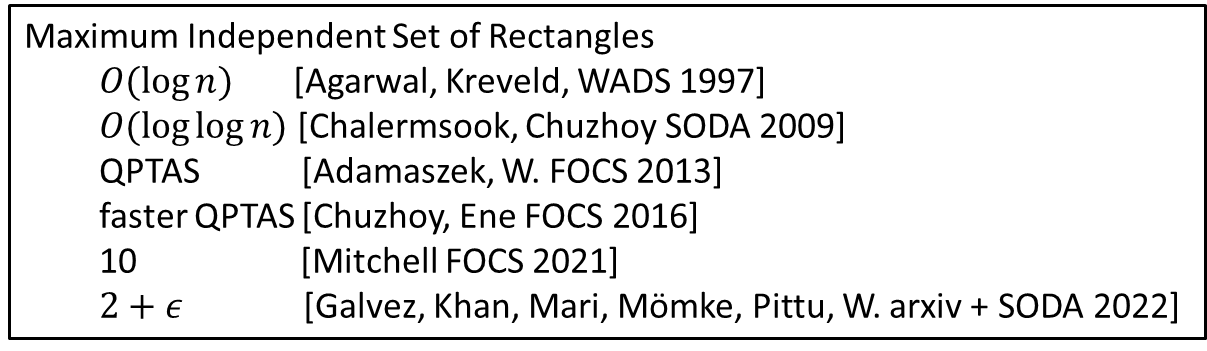 Maximum Independent Set of Rectangles
O(log n) [Agarwal, Kreveld, WADS 1997]
O(log log n) [Chalermsook, Chuzhoy SODA 2009]
QPTAS [Adamaszek, W. FOCS 2013]
faster QPTAS [Chuzhoy, Ene FOCS 2016]
10 [Mitchell FOCS 2021]
2 + ϵ [Galvez, Khan, Mari, Mömke, Pittu, W. arxiv + SODA 2022]